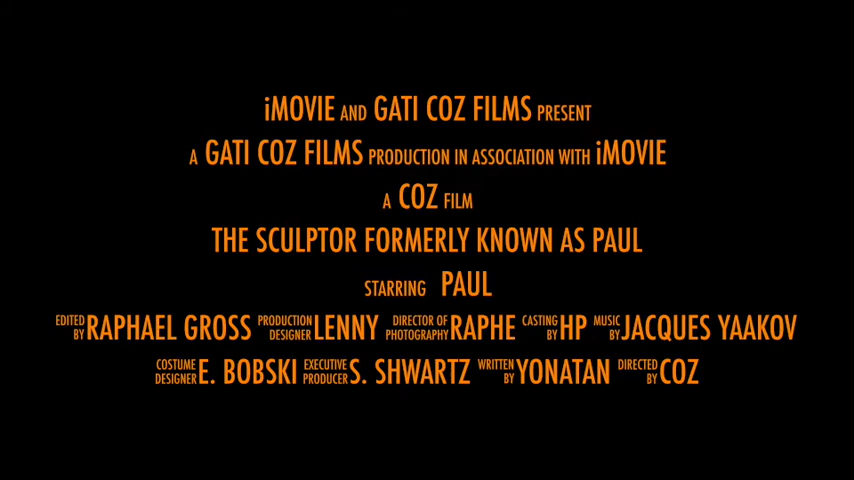 iMOVIE AND GATI COZ FILMS PRESENT
A GATI COZ FILMS PRODUCTION IN ASSOCIATION WITH iMOVIE
A COZ FILM
THE SCULPTOR FORMERLY KNOWN AS PAUL
STARRING PAUL
EDITED BY RAPHAEL GROSS PRODUCTION DESIGNER LENNY DIRECTOR OF PHOTOGRAPHY RAPHE CASTING BY HP MUSIC BY JACQUES YAAKOV
COSTUME DESIGNER E. BOBSKI EXECUTIVE PRODUCER S. SHWARTZ WRITTEN BY YONATAN DIRECTED BY COZ